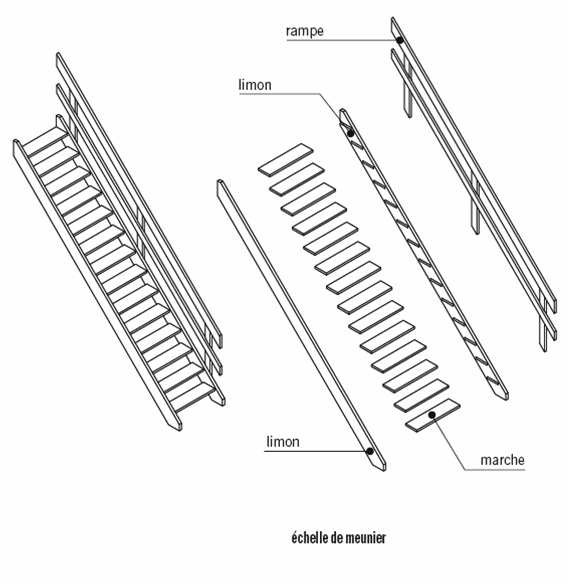 rampe
limon
limon
marche
échelle de meunier